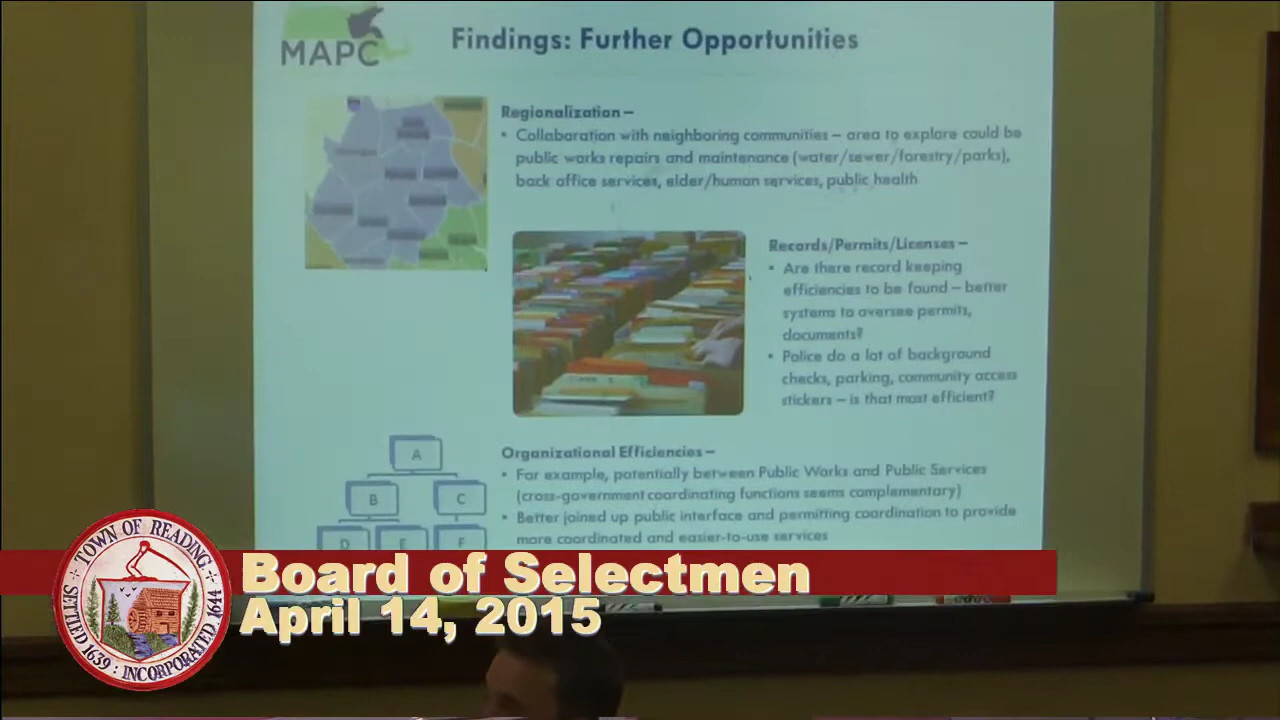 MAPC
Findings: Further Opportunities
Regionalization –
• Collaboration with neighboring communities – area to explore could be
public works repairs and maintenance (water/sewer/forestry/parks),
back office services, elder/human services, public health
Records/Permits/Licenses –
• Are there record keeping
efficiencies to be found – better
systems to oversee permits,
documents?
• Police do a lot of background
checks, parking, community access
stickers – is that most efficient?
A
B
C
D
E
F
Organizational Efficiencies –
• For example, potentially between Public Works and Public Services
(cross-government coordinating functions seems complementary)
• Better joined up public interface and permitting coordination to provide
more coordinated and easier-to-use services
TOWN OF READING
SETTLED 1639 : INCORPORATED 1644
Board of Selectmen
April 14, 2015